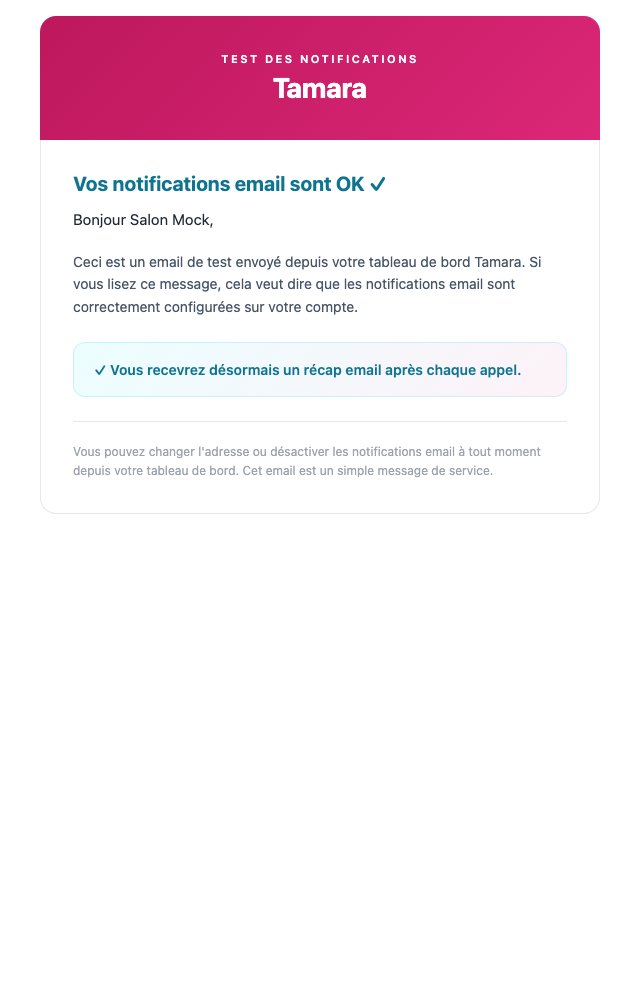 TEST DES NOTIFICATIONS
Tamara
Vos notifications email sont OK ✓
Bonjour Salon Mock,
Ceci est un email de test envoyé depuis votre tableau de bord Tamara. Si
vous lisez ce message, cela veut dire que les notifications email sont
correctement configurées sur votre compte.
✓ Vous recevrez désormais un récap email après chaque appel.
Vous pouvez changer l'adresse ou désactiver les notifications email à tout moment
depuis votre tableau de bord. Cet email est un simple message de service.